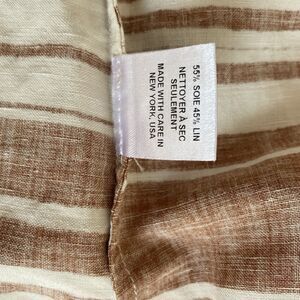 55% SOIE 45% LIN
NETTOYER À SEC
SEULEMENT
MADE WITH CARE IN
NEW YORK, USA